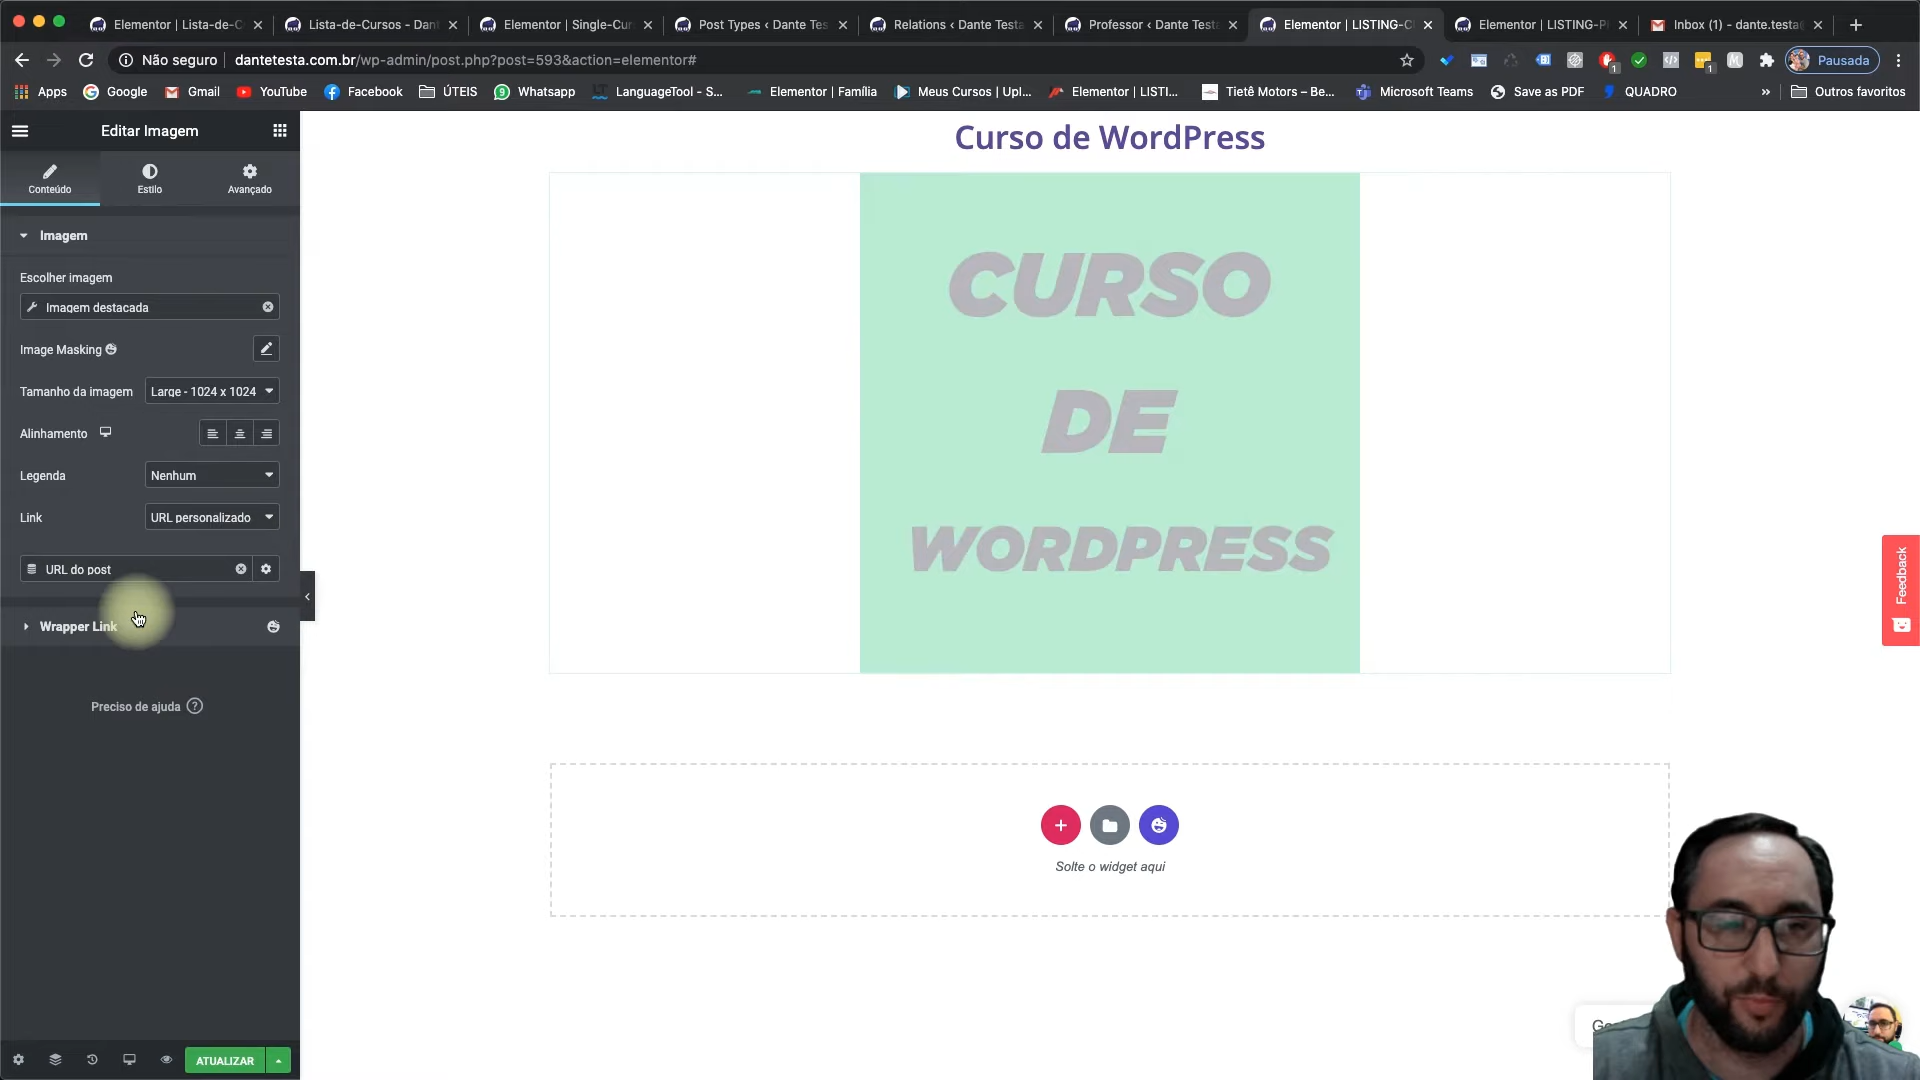 Elementor | Lista-de-C
Lista-de-Cursos - Dan
Elementor | Single-Cur
Post Types ‹ Dante Tes
Relations ‹ Dante Testa
Professor ‹ Dante Testa
Elementor | LISTING-C
Elementor | LISTING-P
Inbox (1) - dante.testa
Não seguro
dantetesta.com.br/wp-admin/post.php?post=593&action=elementor#
1
1
Pausada
Apps
Google
Gmail
YouTube
Facebook
ÚTEIS
Whatsapp
LanguageTool - S...
Elementor | Família
Meus Cursos | Upl...
Elementor | LISTI...
Tietê Motors – Be...
Microsoft Teams
Save as PDF
QUADRO
»
Outros favoritos
Editar Imagem
Conteúdo
Estilo
Avançado
Imagem
Escolher imagem
Imagem destacada
Image Masking
Tamanho da imagem
Large - 1024 x 1024
Alinhamento
Legenda
Nenhum
Link
URL personalizado
URL do post
Wrapper Link
Preciso de ajuda ?
ATUALIZAR
Curso de WordPress
CURSO
DE
WORDPRESS
Solte o widget aqui
Feedback